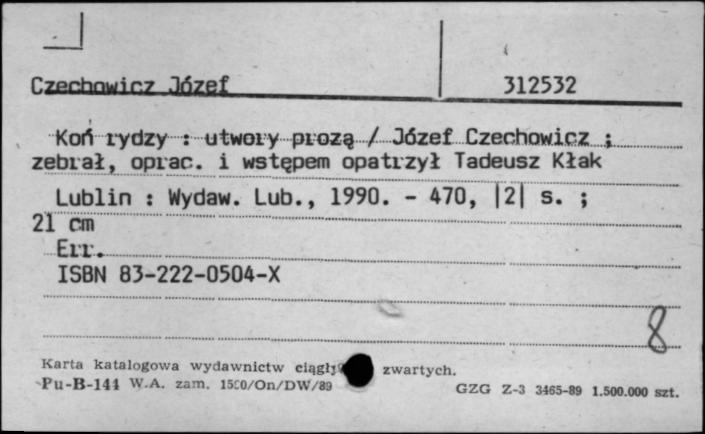 Czechowicz Józef 312532
Koń rydzy : utwory prozą / Józef Czechowicz ;
zebrał, oprac. i wstępem opatrzył Tadeusz Kłak
Lublin : Wydaw. Lub., 1990. - 470, |2| s. ;
21 cm
Err.
ISBN 83-222-0504-X
8
Karta katalogowa wydawnictw zwartych.
Pu-B-144 W.A. zam. 1500/On/DW/89 GZG Z-3 3465-89 1.500.000 szt.